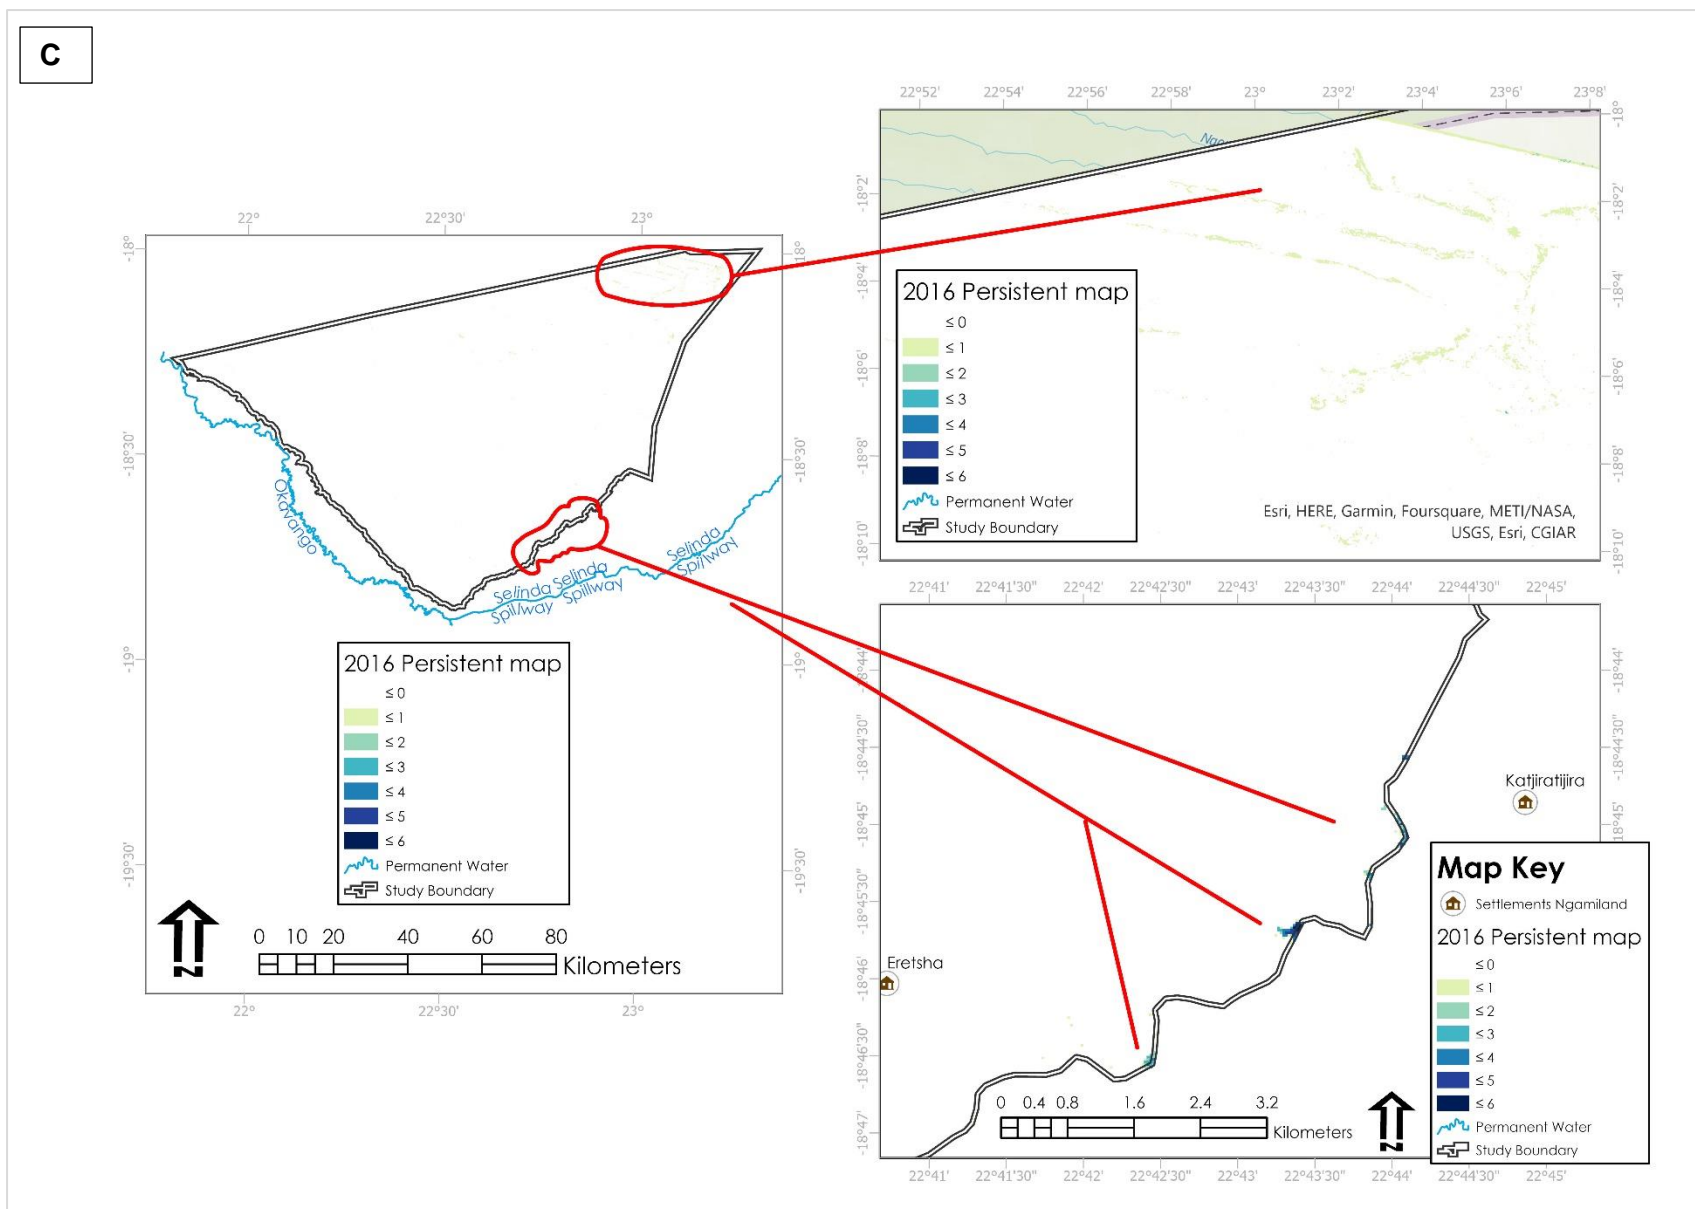 C
22°
22°30'
23°
-18°
-18°
-18°30'
-18°30'
-19°
-19°
-19°30'
-19°30'
Okavango
Selinda Spillway
Selinda Spillway
Selinda Spillway
2016 Persistent map
≤ 0
≤ 1
≤ 2
≤ 3
≤ 4
≤ 5
≤ 6
Permanent Water
Study Boundary
N
0 10 20 40 60 80
Kilometers
22°
22°30'
23°
22°52' 22°54' 22°56' 22°58' 23° 23°2' 23°4' 23°6' 23°8'
-18°
-18°2'
-18°2'
-18°4'
-18°4'
-18°6'
-18°6'
-18°8'
-18°8'
-18°10'
-18°10'
2016 Persistent map
≤ 0
≤ 1
≤ 2
≤ 3
≤ 4
≤ 5
≤ 6
Permanent Water
Study Boundary
Esri, HERE, Garmin, Foursquare, METI/NASA,
USGS, Esri, CGIAR
22°41' 22°41'30" 22°42' 22°42'30" 22°43' 22°43'30" 22°44' 22°44'30" 22°45'
-18°44'
-18°44'
-18°44'30"
-18°44'30"
-18°45'
-18°45'
-18°45'30"
-18°46'
-18°46'30"
-18°47'
Katjiratijira
Eretsha
0 0.4 0.8 1.6 2.4 3.2
Kilometers
N
Map Key
Settlements Ngamiland
2016 Persistent map
≤ 0
≤ 1
≤ 2
≤ 3
≤ 4
≤ 5
≤ 6
Permanent Water
Study Boundary
22°41' 22°41'30" 22°42' 22°42'30" 22°43' 22°43'30" 22°44' 22°44'30" 22°45'